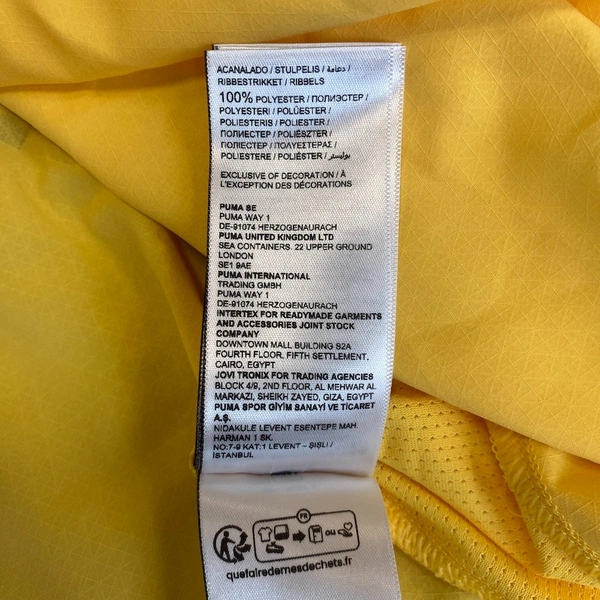 ACANALADO / STULPELIS / دعامة /
RIBBESTRIKKET / RIBBELS
100% POLYESTER / ПОЛИЭСТЕР /
POLYESTERI / POLÜESTER /
POLIESTERIS / POLIESTER /
ПОЛИЕСТЕР / POLIÉSZTER /
ПОЛІЕСТЕР / ΠΟΛΥΕΣΤΕΡΑΣ /
POLIESTERE / POLIÉSTER / بوليستر
EXCLUSIVE OF DECORATION / À
L'EXCEPTION DES DÉCORATIONS
PUMA SE
PUMA WAY 1
DE-91074 HERZOGENAURACH
PUMA UNITED KINGDOM LTD
SEA CONTAINERS. 22 UPPER GROUND
LONDON
SE1 9AE
PUMA INTERNATIONAL
TRADING GMBH
PUMA WAY 1
DE-91074 HERZOGENAURACH
INTERTEX FOR READYMADE GARMENTS
AND ACCESSORIES JOINT STOCK
COMPANY
DOWNTOWN MALL BUILDING S2A
FOURTH FLOOR, FIFTH SETTLEMENT,
CAIRO, EGYPT
JOVI TRONIX FOR TRADING AGENCIES
BLOCK 4/9, 2ND FLOOR, AL MEHWAR AL
MARKAZI, SHEIKH ZAYED, GIZA, EGYPT
PUMA SPOR GİYİM SANAYİ VE TİCARET
A.Ş.
NIDAKULE LEVENT ESENTEPE MAH.
HARMAN 1 SK.
NO:7-9 KAT:1 LEVENT – ŞİŞLİ /
İSTANBUL
FR
ou
quefairedemesdechets.fr